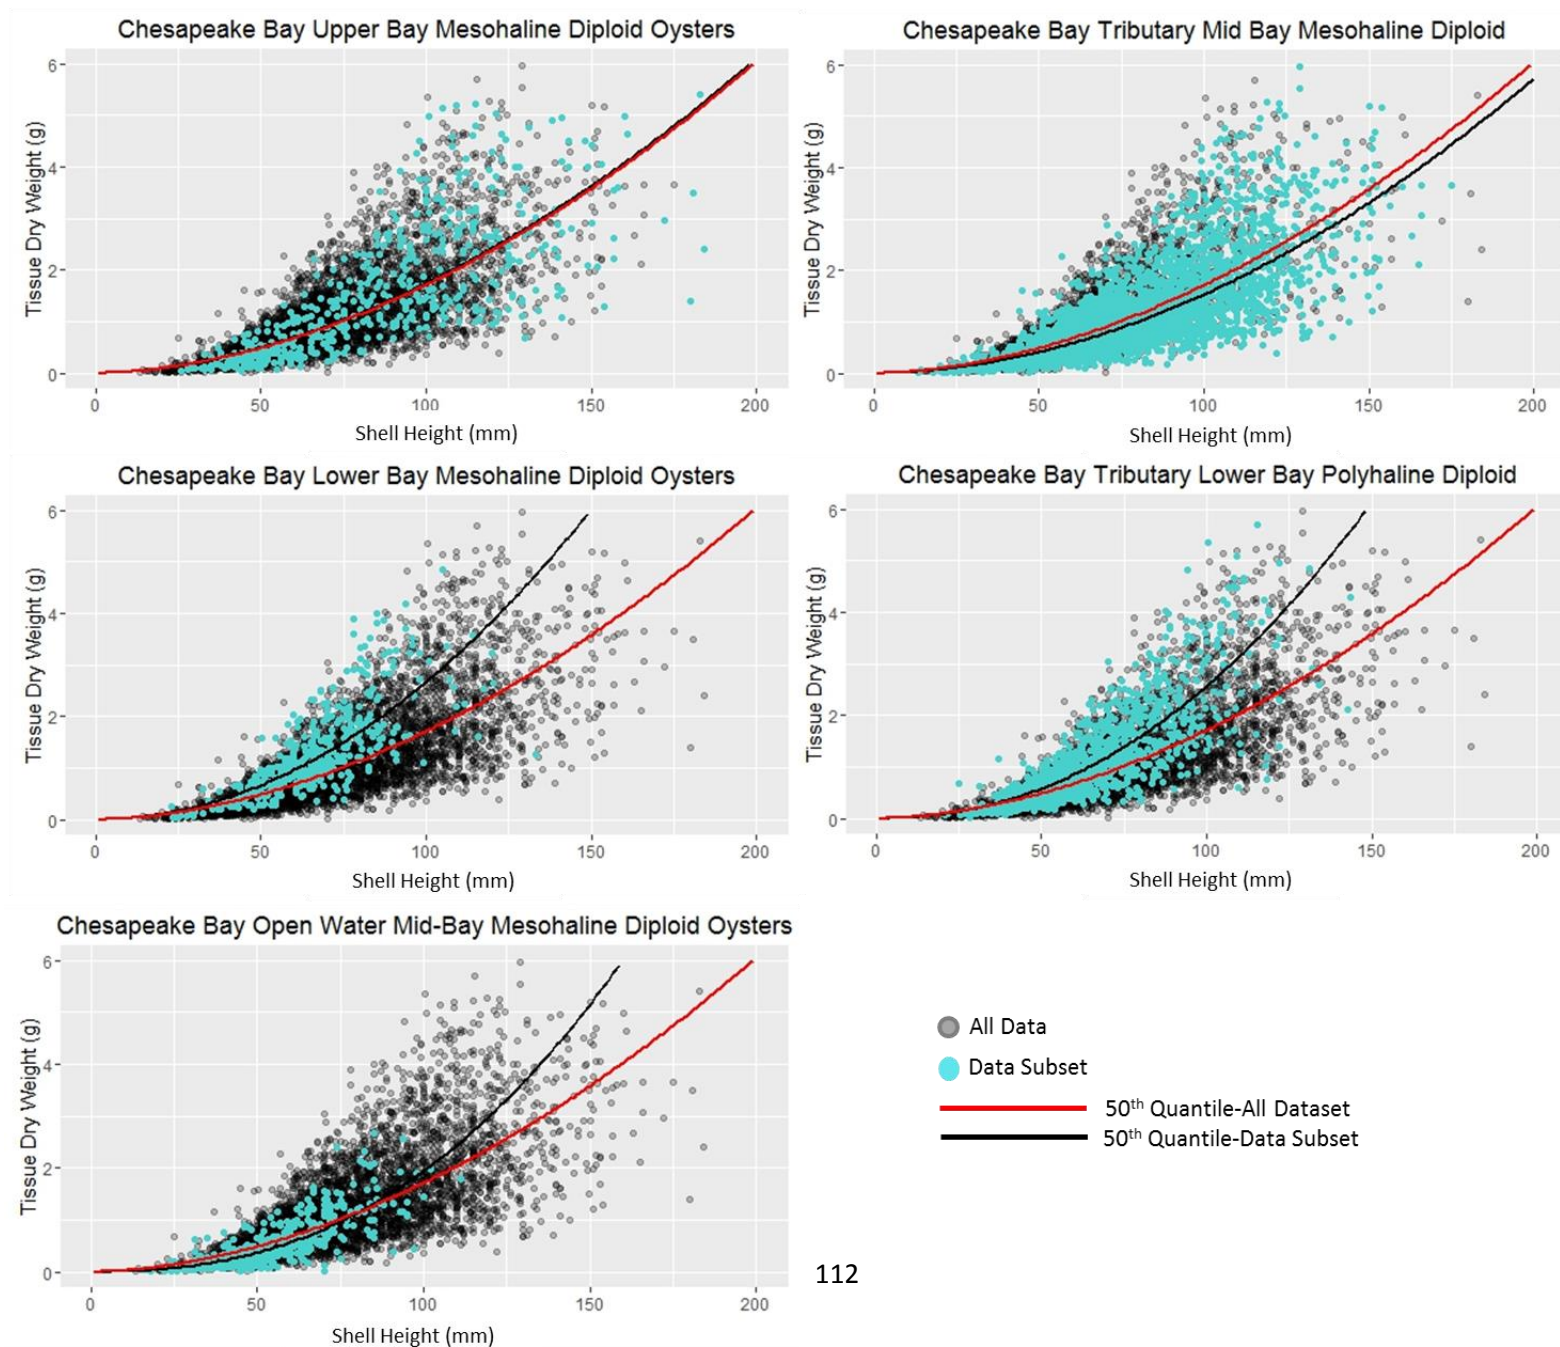 Chesapeake Bay Upper Bay Mesohaline Diploid Oysters
Tissue Dry Weight (g)
6
4
2
0
0 50 100 150 200
Shell Height (mm)
Chesapeake Bay Tributary Mid Bay Mesohaline Diploid
Tissue Dry Weight (g)
6
4
2
0
0 50 100 150 200
Shell Height (mm)
Chesapeake Bay Lower Bay Mesohaline Diploid Oysters
Tissue Dry Weight (g)
6
4
2
0
0 50 100 150 200
Shell Height (mm)
Chesapeake Bay Tributary Lower Bay Polyhaline Diploid
Tissue Dry Weight (g)
6
4
2
0
0 50 100 150 200
Shell Height (mm)
Chesapeake Bay Open Water Mid-Bay Mesohaline Diploid Oysters
Tissue Dry Weight (g)
6
4
2
0
0 50 100 150 200
Shell Height (mm)
All Data
Data Subset
50th Quantile-All Dataset
50th Quantile-Data Subset
112